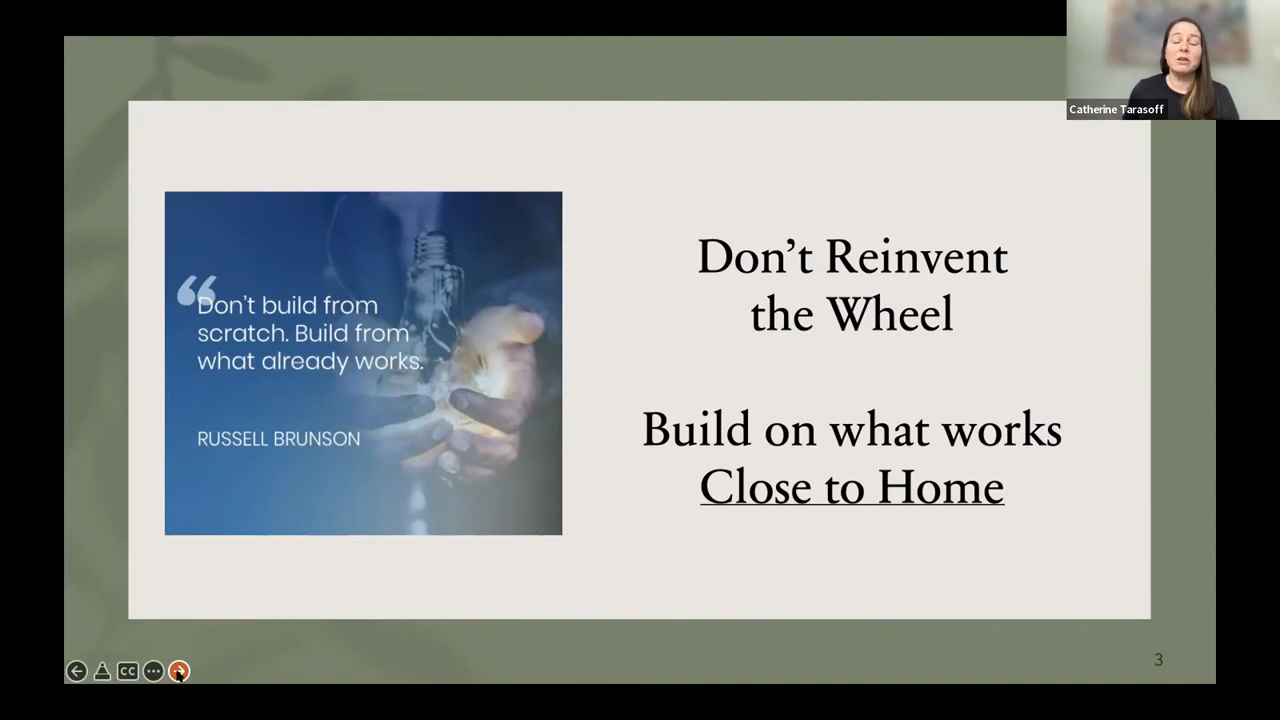 Catherine Tarasoff
“
Don't build from
scratch. Build from
what already works.
RUSSELL BRUNSON
Don’t Reinvent
the Wheel
Build on what works
Close to Home
CC
3